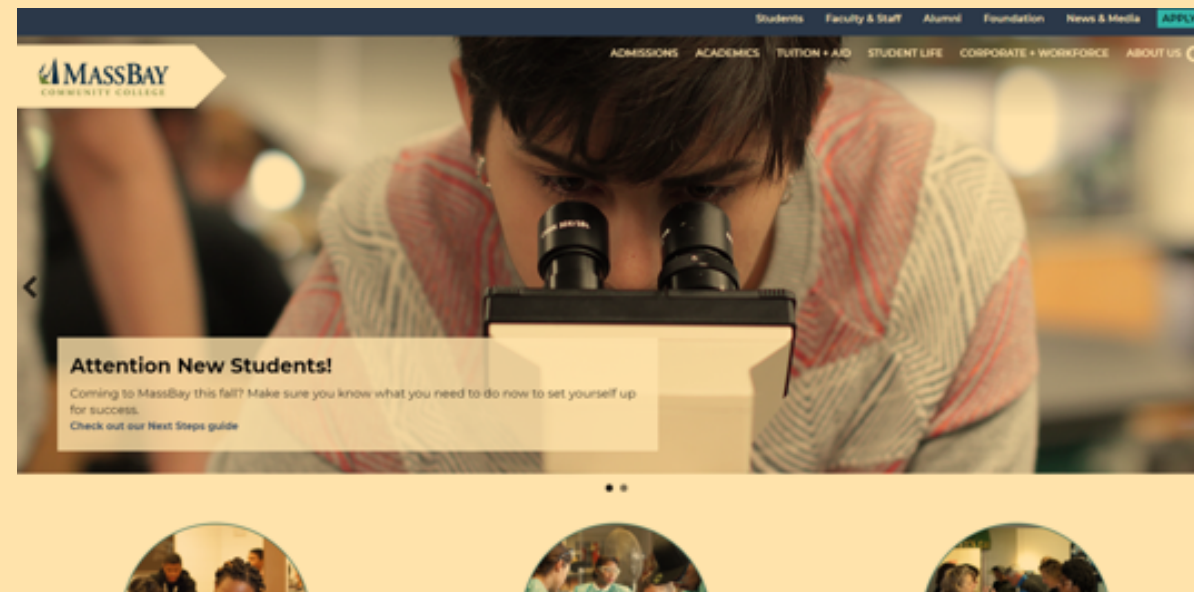 Students Faculty & Staff Alumni Foundation News & Media APPLY
MASSBAY
COMMUNITY COLLEGE
ADMISSIONS ACADEMICS TUITION + AID STUDENT LIFE CORPORATE + WORKFORCE ABOUT US
Attention New Students!
Coming to MassBay this fall? Make sure you know what you need to do now to set yourself up
for success.
Check out our Next Steps guide